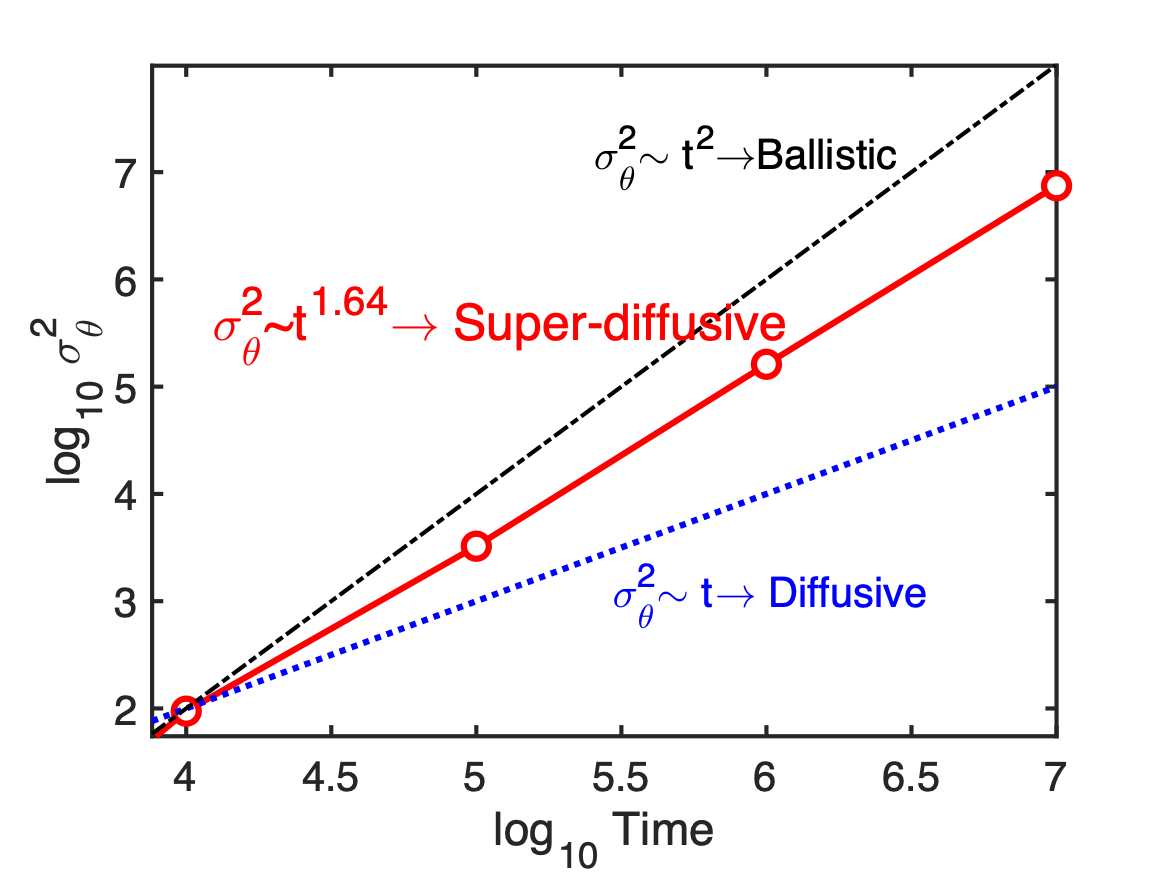 σ²_θ ~ t² → Ballistic
σ²_θ ~t^1.64 → Super-diffusive
σ²_θ ~ t → Diffusive
log₁₀ σ²_θ
7
6
5
4
3
2
4 4.5 5 5.5 6 6.5 7
log₁₀ Time